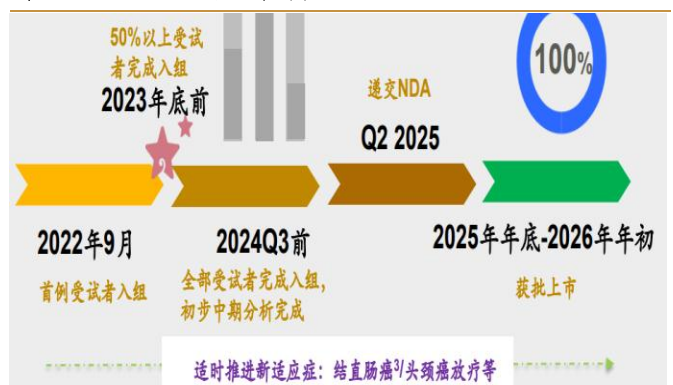 50%以上受试
者完成入组
2023年底前
100%
递交NDA
Q2 2025
2022年9月
首例受试者入组
2024Q3前
全部受试者完成入组,
初步中期分析完成
2025年年底-2026年年初
获批上市
适时推进新适应症：结直肠癌³/头颈癌放疗等